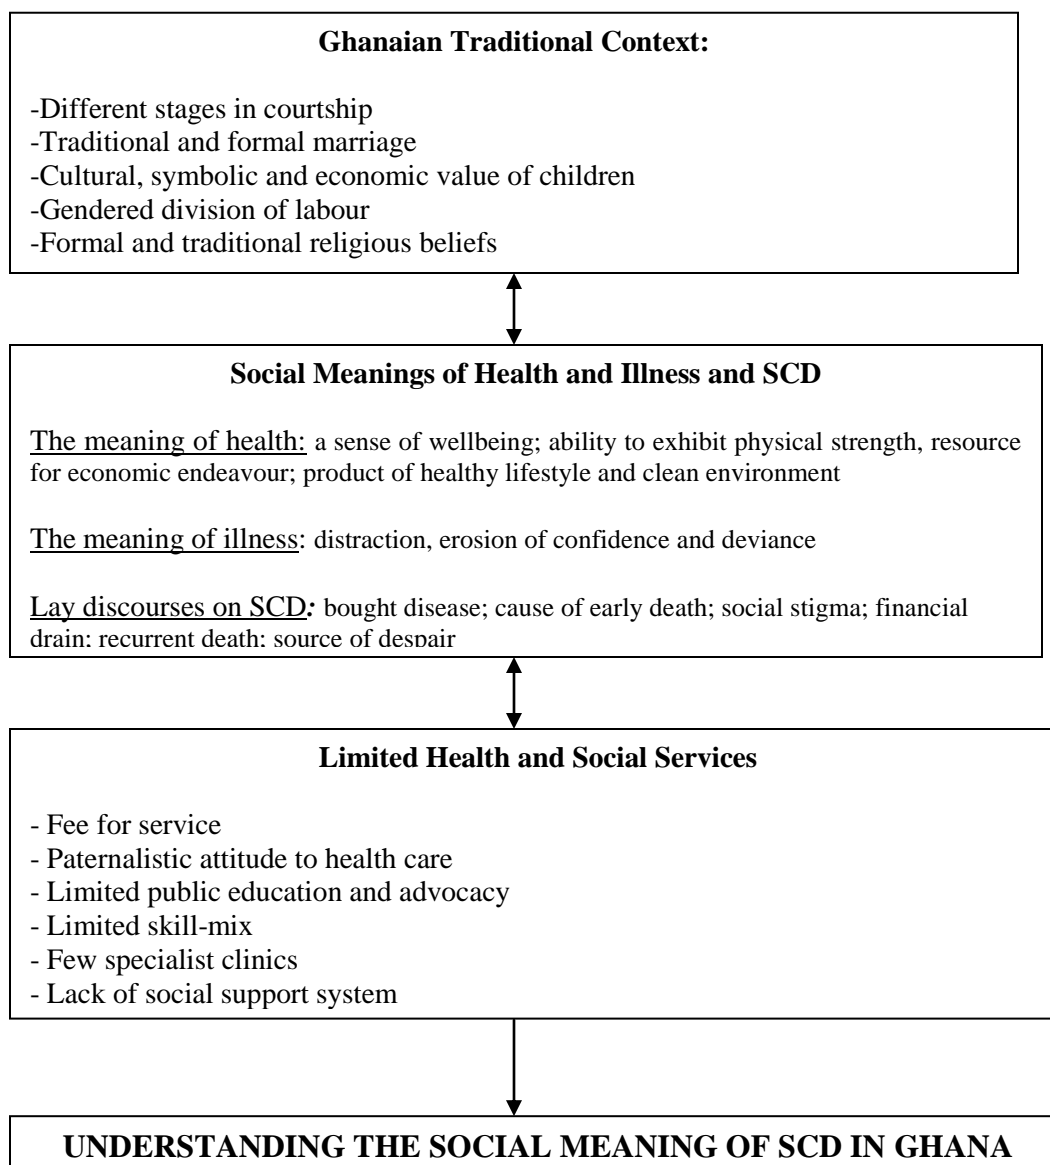 Ghanaian Traditional Context:
-Different stages in courtship
-Traditional and formal marriage
-Cultural, symbolic and economic value of children
-Gendered division of labour
-Formal and traditional religious beliefs
Social Meanings of Health and Illness and SCD
The meaning of health: a sense of wellbeing; ability to exhibit physical strength, resource
for economic endeavour; product of healthy lifestyle and clean environment
The meaning of illness: distraction, erosion of confidence and deviance
Lay discourses on SCD: bought disease; cause of early death; social stigma; financial
drain; recurrent death; source of despair
Limited Health and Social Services
- Fee for service
- Paternalistic attitude to health care
- Limited public education and advocacy
- Limited skill-mix
- Few specialist clinics
- Lack of social support system
UNDERSTANDING THE SOCIAL MEANING OF SCD IN GHANA